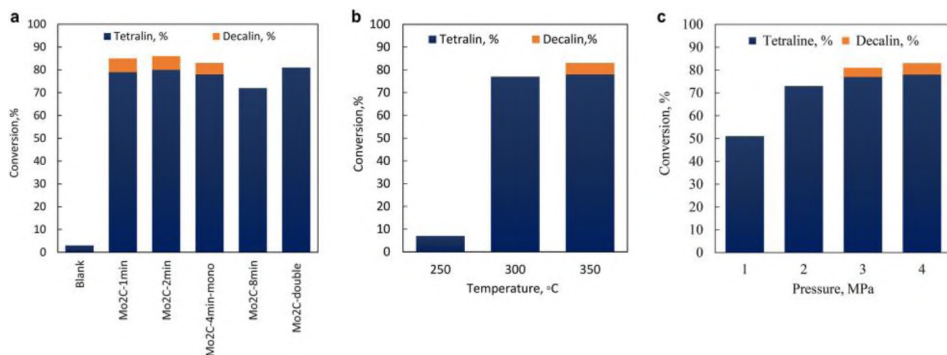 a
Tetralin, %
Decalin, %
Conversion,%
100
90
80
70
60
50
40
30
20
10
0
Blank
Mo2C-1min
Mo2C-2min
Mo2C-4min-mono
Mo2C-8min
Mo2C-double
b
Tetralin, %
Decalin,%
Conversion,%
100
90
80
70
60
50
40
30
20
10
0
250 300 350
Temperature, °C
c
Tetraline, %
Decalin, %
Conversion, %
100
90
80
70
60
50
40
30
20
10
0
1 2 3 4
Pressure, MPa